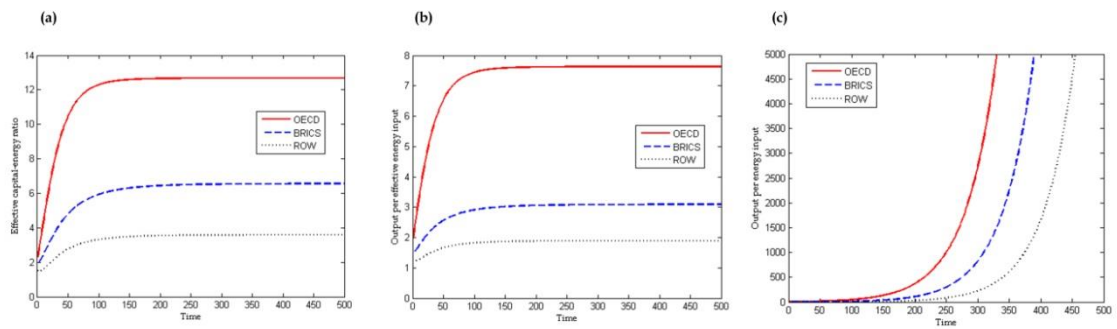 (a)
Effective capital-energy ratio
14
12
10
8
6
4
2
0
0 50 100 150 200 250 300 350 400 450 500
Time
OECD
BRICS
ROW
(b)
Output per effective energy input
8
7
6
5
4
3
2
1
0
0 50 100 150 200 250 300 350 400 450 500
Time
OECD
BRICS
ROW
(c)
Output per energy input
5000
4500
4000
3500
3000
2500
2000
1500
1000
500
0
0 50 100 150 200 250 300 350 400 450 500
Time
OECD
BRICS
ROW